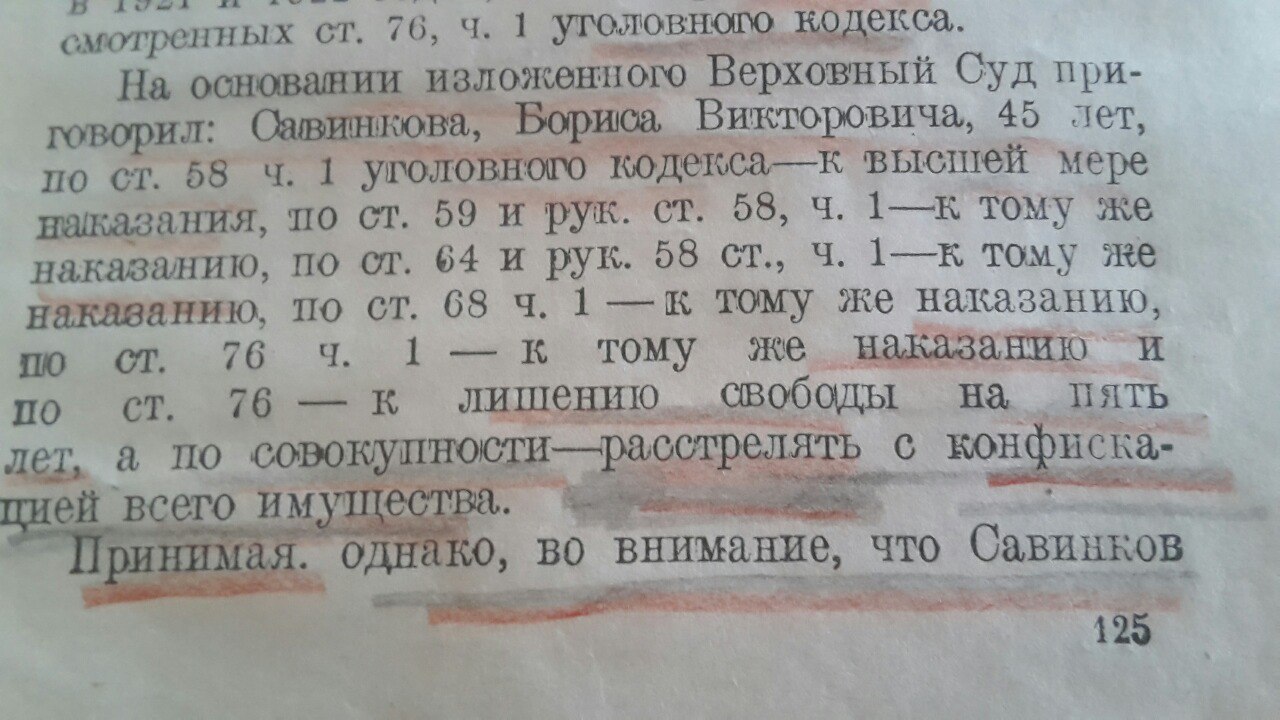 в 1921 и 1922
смотренных ст. 76, ч. 1 уголовного кодекса.
На основании изложенного Верховный Суд при-
говорил: Савинкова, Бориса Викторовича, 45 лет,
по ст. 58 ч. 1 уголовного кодекса—к высшей мере
наказания, по ст. 59 и рук. ст. 58, ч. 1—к тому же
наказанию, по ст. 64 и рук. 58 ст., ч. 1—к тому же
наказанию, по ст. 68 ч. 1 — к тому же наказанию,
по ст. 76 ч. 1 — к тому же наказанию и
по ст. 76 — к лишению свободы на пять
лет, а по совокупности—расстрелять с конфиска-
цией всего имущества.
Принимая. однако, во внимание, что Савинков
125